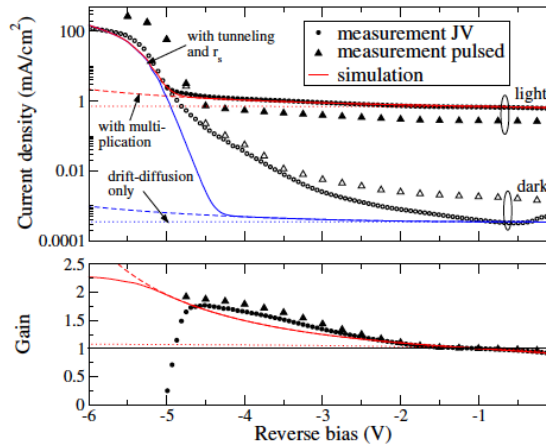 100
1
0.01
0.0001
Current density (mA/cm²)
with tunneling
and rₛ
measurement JV
measurement pulsed
simulation
light
with multi-
plication
drift-diffusion
only
dark
2.5
2
1.5
1
0.5
0
Gain
-6 -5 -4 -3 -2 -1
Reverse bias (V)